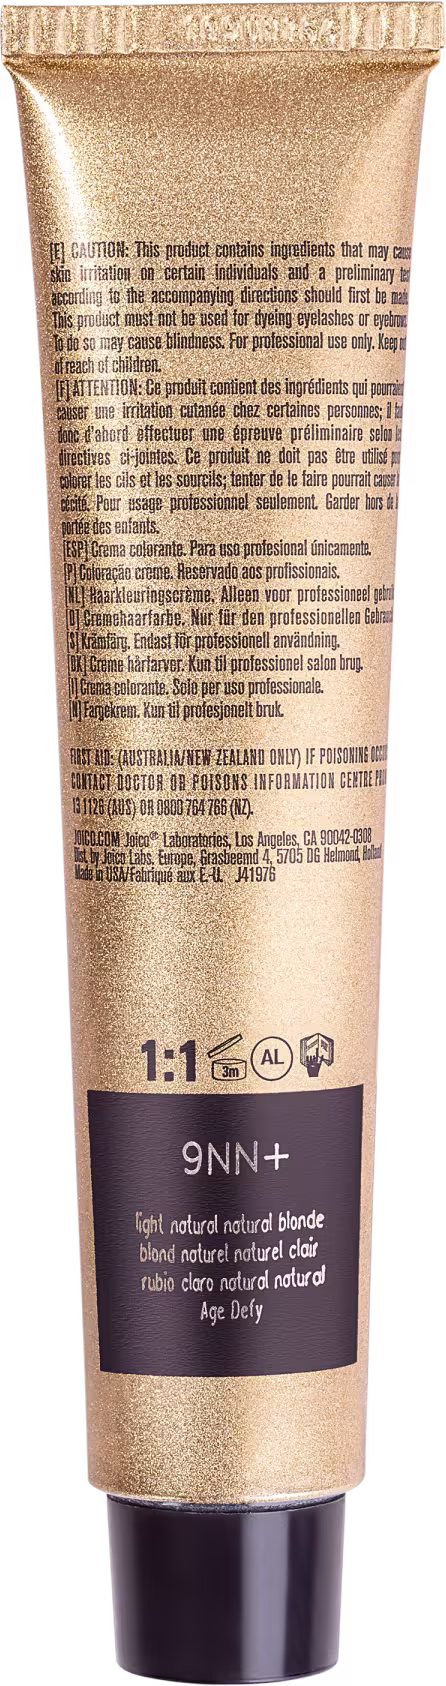 [E] CAUTION: This product contains ingredients that may cause
skin irritation on certain individuals and a preliminary test
according to the accompanying directions should first be made.
This product must not be used for dyeing eyelashes or eyebrows.
To do so may cause blindness. For professional use only. Keep out
of reach of children.
[F] ATTENTION: Ce produit contient des ingrédients qui pourraient
causer une irritation cutanée chez certaines personnes; il faut
donc d'abord effectuer une épreuve préliminaire selon les
directives ci-jointes. Ce produit ne doit pas être utilisé pour
colorer les cils et les sourcils; tenter de le faire pourrait causer la
cécité. Pour usage professionnel seulement. Garder hors de la
portée des enfants.
[ESP] Crema colorante. Para uso profesional únicamente.
[P] Coloração creme. Reservado aos profissionais.
[NL] Haarkleuringscrème. Alleen voor professioneel gebruik
[D] Cremehaarfarbe. Nur für den professionellen Gebrauch
[S] Krämfärg. Endast för professionell användning.
[DK] Creme hårfarver. Kun til professionel salon brug.
[I] Crema colorante. Solo per uso professionale.
[N] Fargekrem. Kun til profesjonelt bruk.
FIRST AID: (AUSTRALIA/NEW ZEALAND ONLY) IF POISONING OCCU
CONTACT DOCTOR OR POISONS INFORMATION CENTRE PH
13 1126 (AUS) OR 0800 764 766 (NZ).
JOICO.COM Joico® Laboratories, Los Angeles, CA 90042-0308
Dist. by Joico Labs. Europe, Grasbeemd 4, 5705 DG Helmond, Holland
Made in USA/Fabriqué aux E.-U. J41976
1:1 3m AL
9NN+
light natural natural blonde
blond naturel naturel clair
rubio claro natural natural
Age Defy